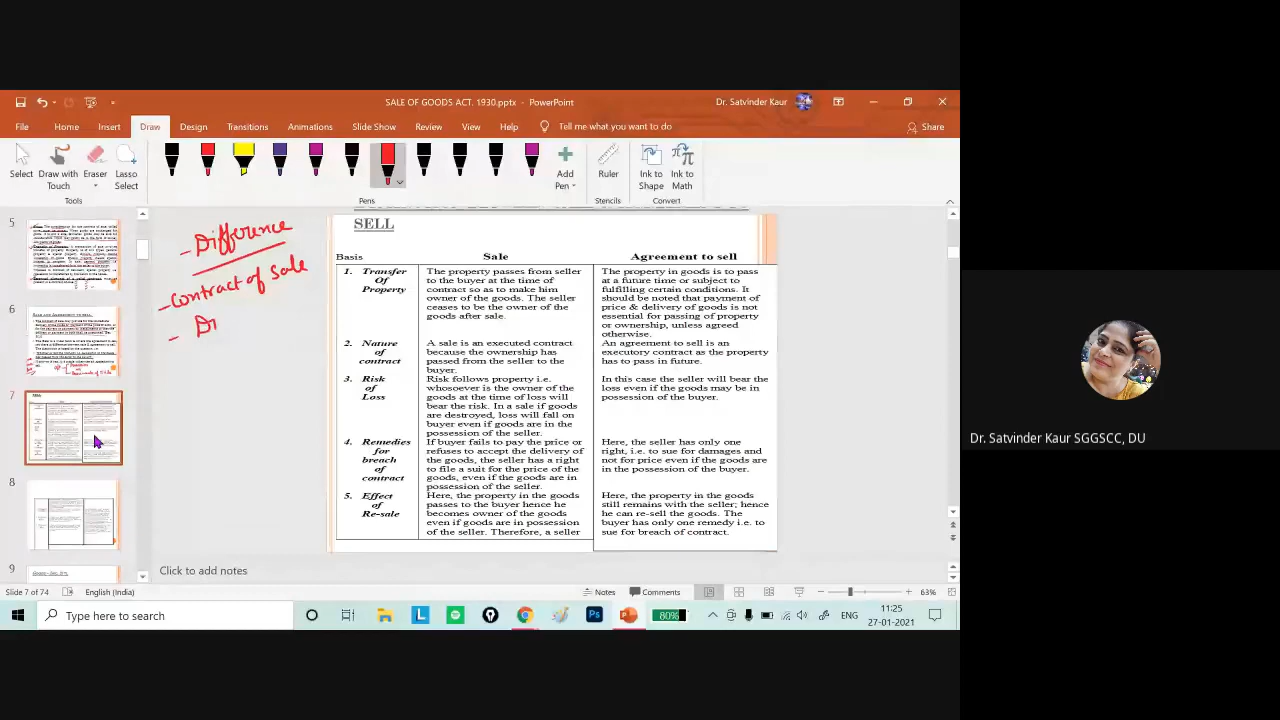 SALE OF GOODS ACT. 1930.pptx - PowerPoint
Dr. Satvinder Kaur
File Home Insert Draw Design Transitions Animations Slide Show Review View Help Tell me what you want to do Share
Select
Draw with Touch
Eraser
Lasso Select
Add Pen
Ruler
Ink to Shape
Ink to Math
Tools
Pens
Stencils
Convert
5
6
7
8
9
- Difference
- Contract of Sale
- Dr
SELL
Basis Sale Agreement to sell
1. Transfer Of Property
The property passes from seller
to the buyer at the time of
contract so as to make him
owner of the goods. The seller
ceases to be the owner of the
goods after sale.
The property in goods is to pass
at a future time or subject to
fulfilling certain conditions. It
should be noted that payment of
price & delivery of goods is not
essential for passing of property
or ownership, unless agreed
otherwise.
2. Nature of contract
A sale is an executed contract
because the ownership has
passed from the seller to the
buyer.
An agreement to sell is an
executory contract as the property
has to pass in future.
3. Risk of Loss
Risk follows property i.e.
whosoever is the owner of the
goods at the time of loss will
bear the risk. In a sale if goods
are destroyed, loss will fall on
buyer even if goods are in the
possession of the seller.
In this case the seller will bear the
loss even if the goods may be in
possession of the buyer.
4. Remedies for breach of contract
If buyer fails to pay the price or
refuses to accept the delivery of
the goods, the seller has a right
to file a suit for the price of the
goods, even if the goods are in
possession of the seller.
Here, the seller has only one
right, i.e. to sue for damages and
not for price even if the goods are
in the possession of the buyer.
5. Effect of Re-sale
Here, the property in the goods
passes to the buyer hence he
becomes owner of the goods
even if goods are in possession
of the seller. Therefore, a seller
Here, the property in the goods
still remains with the seller; hence
he can re-sell the goods. The
buyer has only one remedy i.e. to
sue for breach of contract.
Click to add notes
Slide 7 of 74 English (India) Notes Comments 63%
Type here to search
L
Ps
80%
ENG
11:25
27-01-2021
Dr. Satvinder Kaur SGGSCC, DU